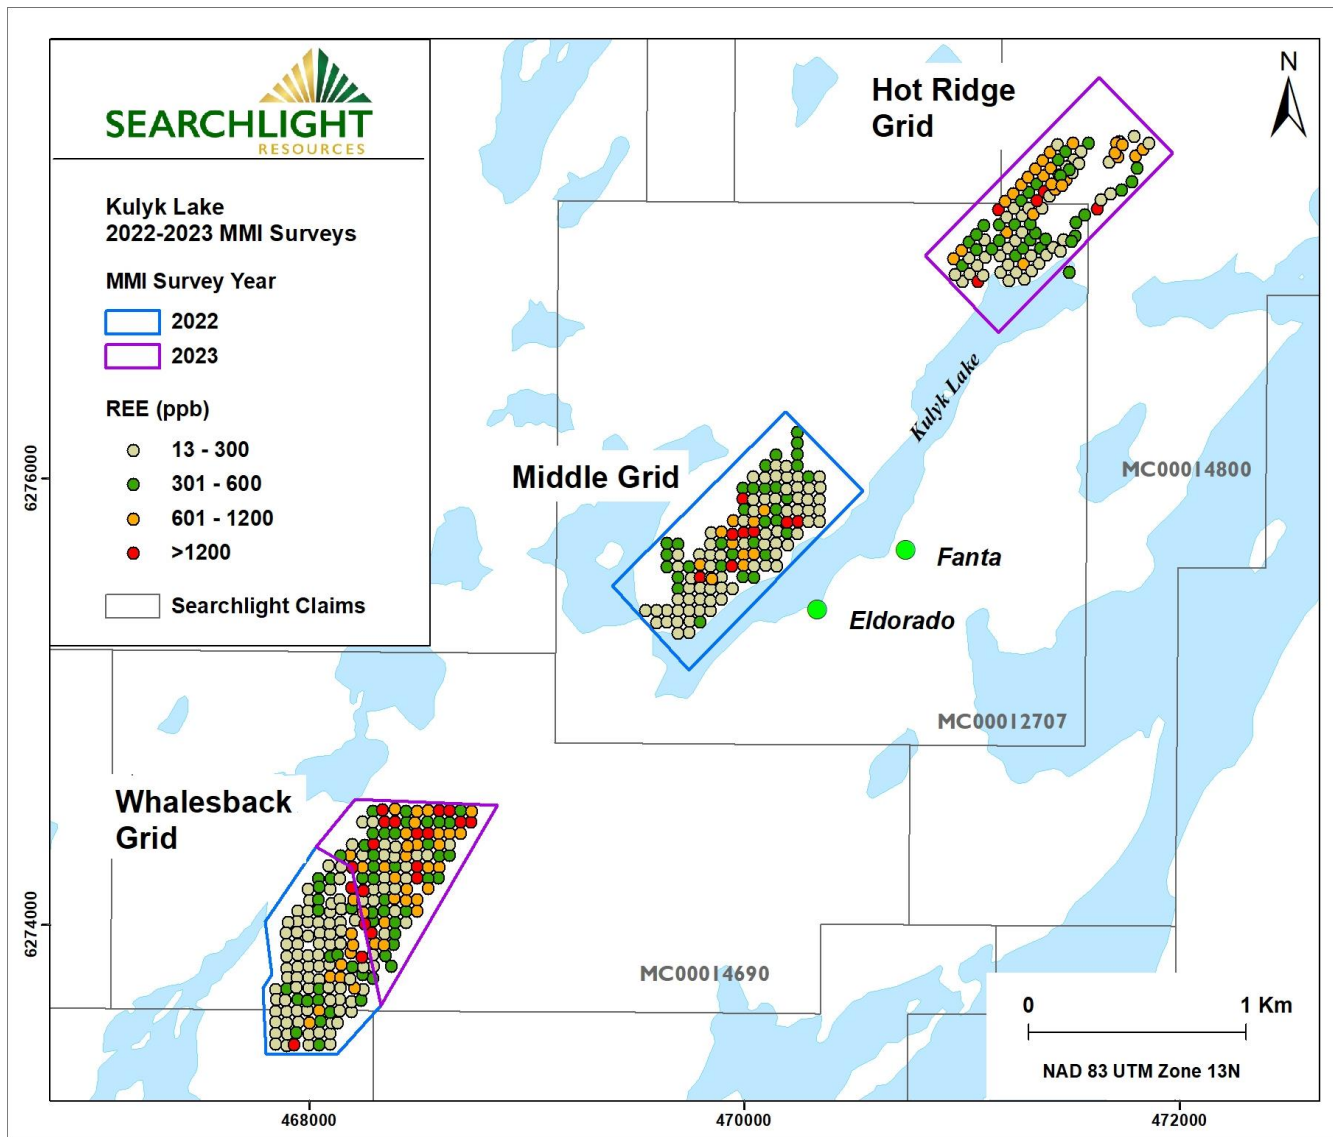 SEARCHLIGHT
RESOURCES
Kulyk Lake
2022-2023 MMI Surveys
MMI Survey Year
2022
2023
REE (ppb)
13 - 300
301 - 600
601 - 1200
>1200
Searchlight Claims
Hot Ridge
Grid
N
Kulyk Lake
Middle Grid
MC00014800
Fanta
Eldorado
MC00012707
Whalesback
Grid
MC00014690
0 1 Km
NAD 83 UTM Zone 13N
6276000
6274000
468000
470000
472000